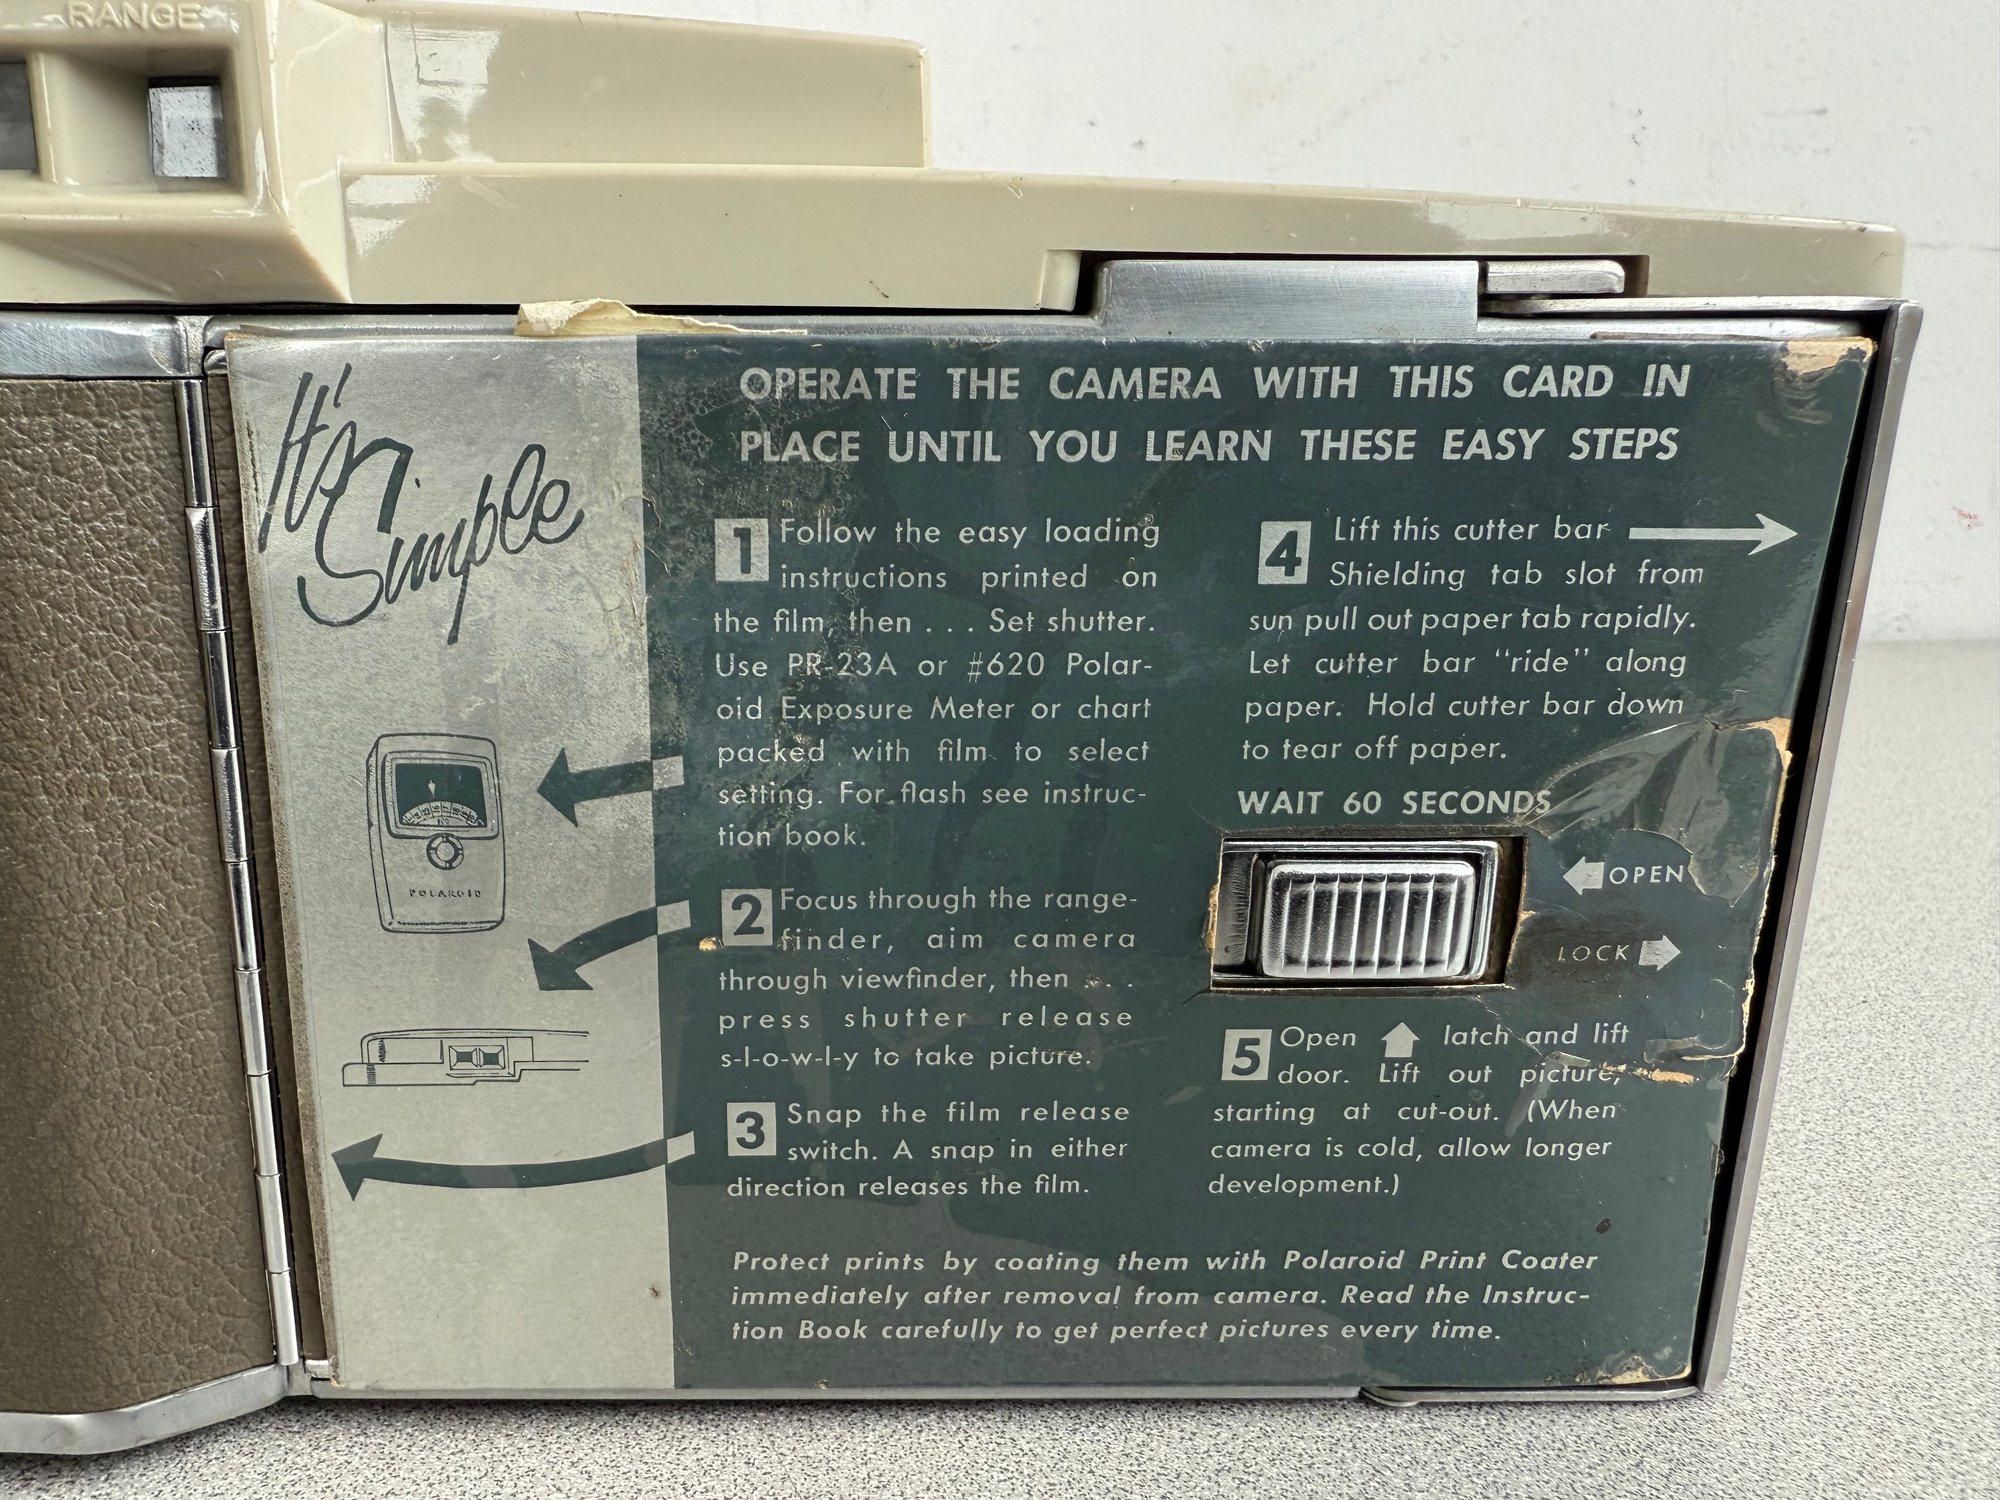 RANGE
It's
Simple
OPERATE THE CAMERA WITH THIS CARD IN
PLACE UNTIL YOU LEARN THESE EASY STEPS
1 Follow the easy loading
instructions printed on
the film, then . . . Set shutter.
Use PR-23A or #620 Polar-
oid Exposure Meter or chart
packed with film to select
setting. For flash see instruc-
tion book.
POLAROID
2 Focus through the range-
finder, aim camera
through viewfinder, then . . .
press shutter release
s-l-o-w-l-y to take picture.
3 Snap the film release
switch. A snap in either
direction releases the film.
4 Lift this cutter bar
Shielding tab slot from
sun pull out paper tab rapidly.
Let cutter bar "ride" along
paper. Hold cutter bar down
to tear off paper.
WAIT 60 SECONDS
OPEN
LOCK
5 Open latch and lift
door. Lift out picture,
starting at cut-out. (When
camera is cold, allow longer
development.)
Protect prints by coating them with Polaroid Print Coater
immediately after removal from camera. Read the Instruc-
tion Book carefully to get perfect pictures every time.